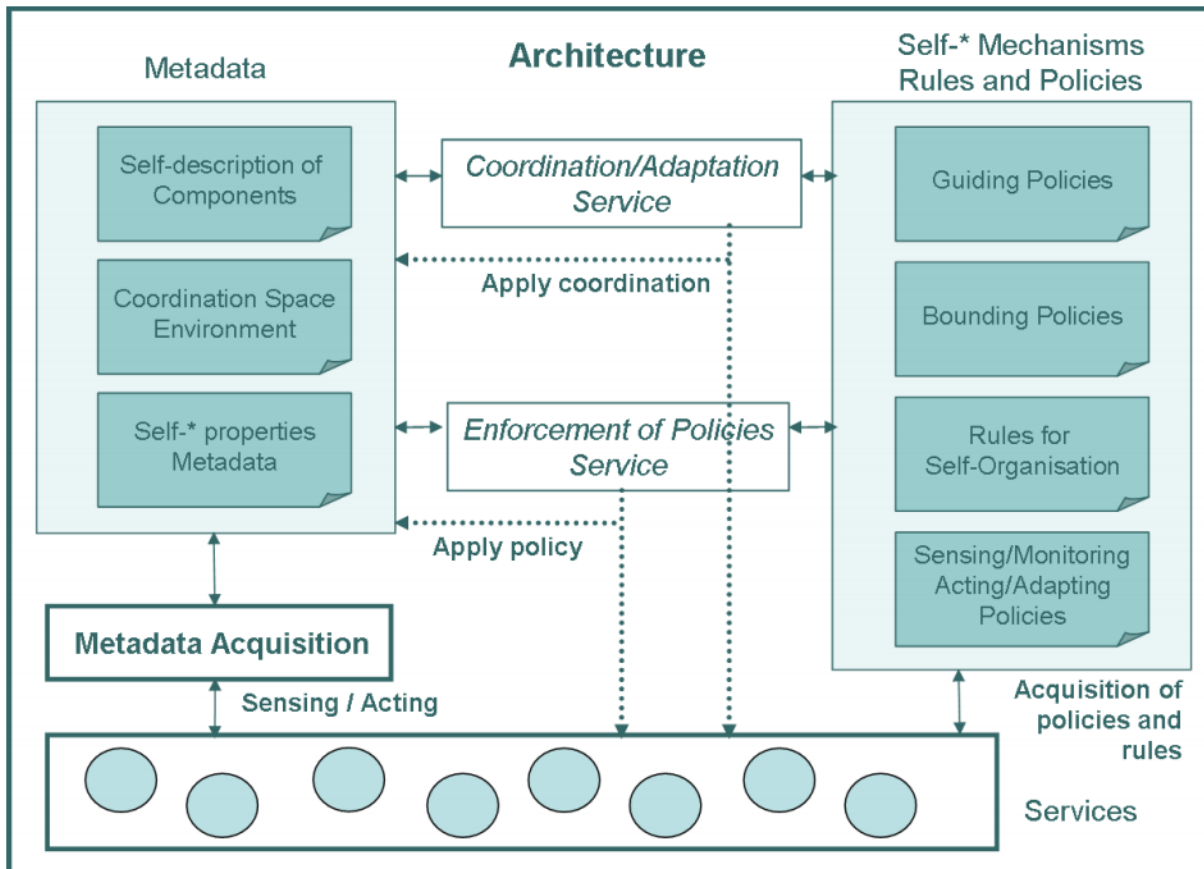 Architecture
Metadata
Self-* Mechanisms
Rules and Policies
Self-description of
Components
Coordination Space
Environment
Self-* properties
Metadata
Coordination/Adaptation
Service
Apply coordination
Enforcement of Policies
Service
Apply policy
Guiding Policies
Bounding Policies
Rules for
Self-Organisation
Sensing/Monitoring
Acting/Adapting
Policies
Metadata Acquisition
Sensing / Acting
Acquisition of
policies and
rules
Services